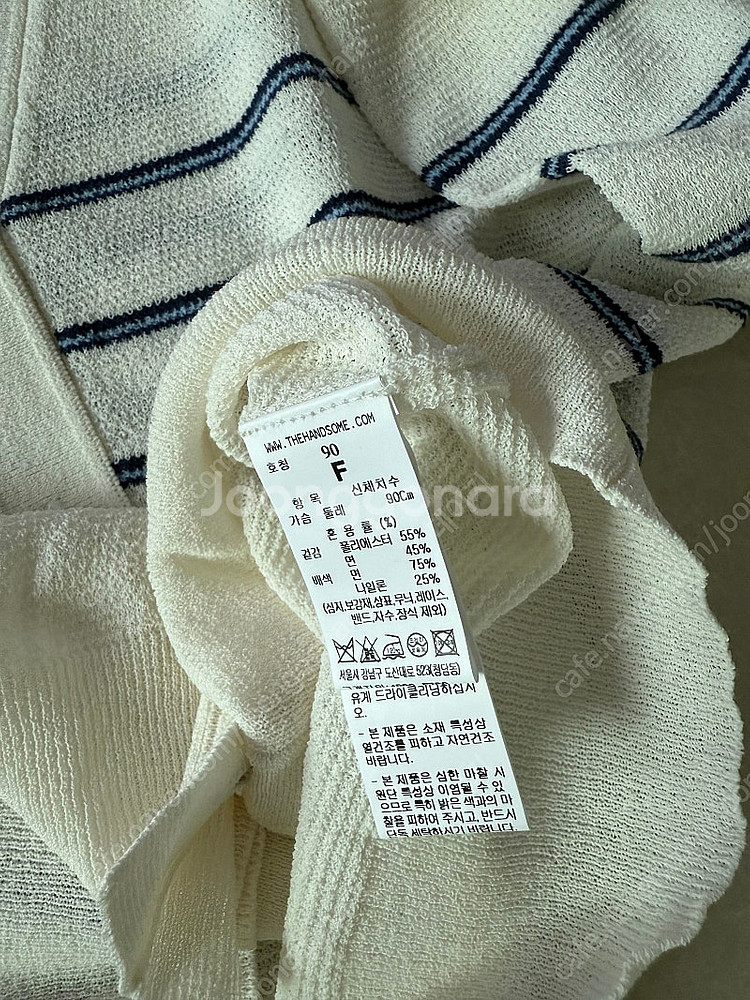 WWW.THEHANDSOME.COM
호칭 90
F
신체치수
항 목
가슴 둘레 90Cm
혼 용 률 (%)
겉감 폴리에스터 55%
면 45%
배색 면 75%
나일론 25%
(심지,보강재,상표,무늬,레이스,
밴드,자수,장식 제외)
서울시 강남구 도산대로 523(청담동)
유계 드라이클리닝하십시
오.
- 본 제품은 소재 특성상
열건조를 피하고 자연건조
바랍니다.
- 본 제품은 심한 마찰 시
원단 특성상 이염될 수 있
으므로 특히 밝은 색과의 마
찰을 피하여 주시고, 반드시
단독 세탁하시기 바랍니다.
Joongonara